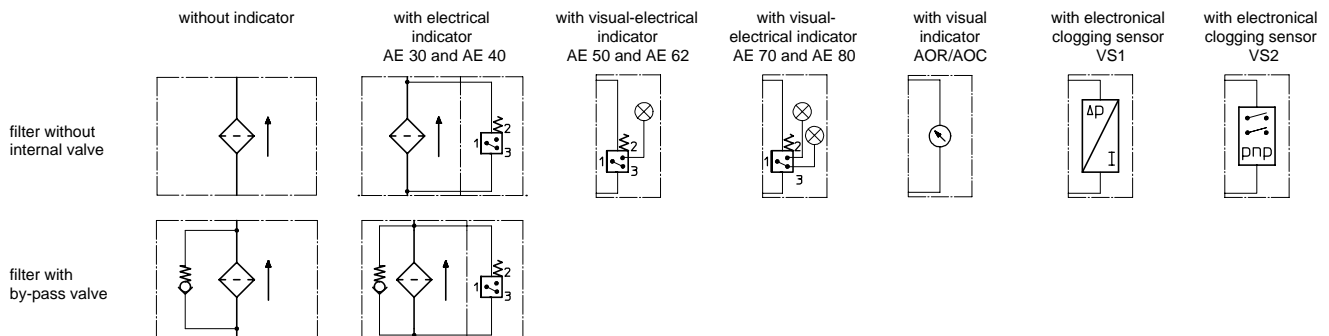 without indicator
with electrical
indicator
AE 30 and AE 40
with visual-electrical
indicator
AE 50 and AE 62
with visual-
electrical indicator
AE 70 and AE 80
with visual
indicator
AOR/AOC
with electronical
clogging sensor
VS1
with electronical
clogging sensor
VS2
filter without
internal valve
1
2
3
1
2
3
1
2
3
Δp
I
pnp
filter with
by-pass valve
1
2
3